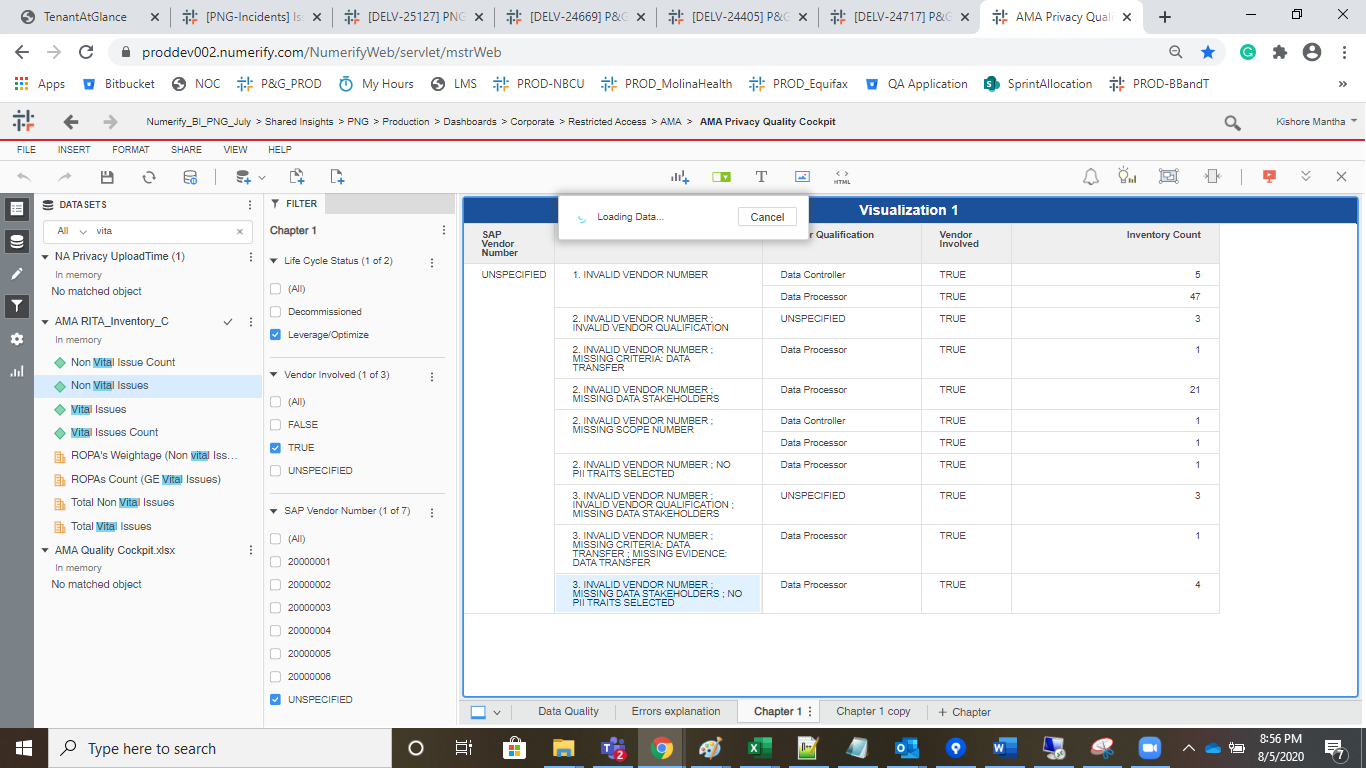 TenantAtGlance
[PNG-Incidents] Is
[DELV-25127] PNG
[DELV-24669] P&G
[DELV-24405] P&G
[DELV-24717] P&G
AMA Privacy Quali
proddev002.numerify.com/NumerifyWeb/servlet/mstrWeb
Apps
Bitbucket
NOC
P&G_PROD
My Hours
LMS
PROD-NBCU
PROD_MolinaHealth
PROD_Equifax
QA Application
SprintAllocation
PROD-BBandT
Numerify_BI_PNG_July > Shared Insights > PNG > Production > Dashboards > Corporate > Restricted Access > AMA > AMA Privacy Quality Cockpit
Kishore Mantha
FILE INSERT FORMAT SHARE VIEW HELP
HTML
DATASETS
All
vita
NA Privacy UploadTime (1)
In memory
No matched object
AMA RITA_Inventory_C
In memory
Non Vital Issue Count
Non Vital Issues
Vital Issues
Vital Issues Count
ROPA's Weightage (Non vital Iss...
ROPAs Count (GE Vital Issues)
Total Non Vital Issues
Total Vital Issues
AMA Quality Cockpit.xlsx
In memory
No matched object
FILTER
Chapter 1
Life Cycle Status (1 of 2)
(All)
Decommissioned
Leverage/Optimize
Vendor Involved (1 of 3)
(All)
FALSE
TRUE
UNSPECIFIED
SAP Vendor Number (1 of 7)
(All)
20000001
20000002
20000003
20000004
20000005
20000006
UNSPECIFIED
Visualization 1
Loading Data...
Cancel
SAP
Vendor
Number
Qualification
Vendor
Involved
Inventory Count
UNSPECIFIED
1. INVALID VENDOR NUMBER
Data Controller TRUE 5
Data Processor TRUE 47
2. INVALID VENDOR NUMBER ;
INVALID VENDOR QUALIFICATION
UNSPECIFIED TRUE 3
2. INVALID VENDOR NUMBER ;
MISSING CRITERIA: DATA
TRANSFER
Data Processor TRUE 1
2. INVALID VENDOR NUMBER ;
MISSING DATA STAKEHOLDERS
Data Processor TRUE 21
2. INVALID VENDOR NUMBER ;
MISSING SCOPE NUMBER
Data Controller TRUE 1
Data Processor TRUE 1
2. INVALID VENDOR NUMBER ; NO
PII TRAITS SELECTED
Data Processor TRUE 1
3. INVALID VENDOR NUMBER ;
INVALID VENDOR QUALIFICATION ;
MISSING DATA STAKEHOLDERS
UNSPECIFIED TRUE 3
3. INVALID VENDOR NUMBER ;
MISSING CRITERIA: DATA
TRANSFER ; MISSING EVIDENCE:
DATA TRANSFER
Data Processor TRUE 1
3. INVALID VENDOR NUMBER ;
MISSING DATA STAKEHOLDERS ; NO
PII TRAITS SELECTED
Data Processor TRUE 4
Data Quality
Errors explanation
Chapter 1
Chapter 1 copy
+ Chapter
Type here to search
2
8:56 PM
8/5/2020
7